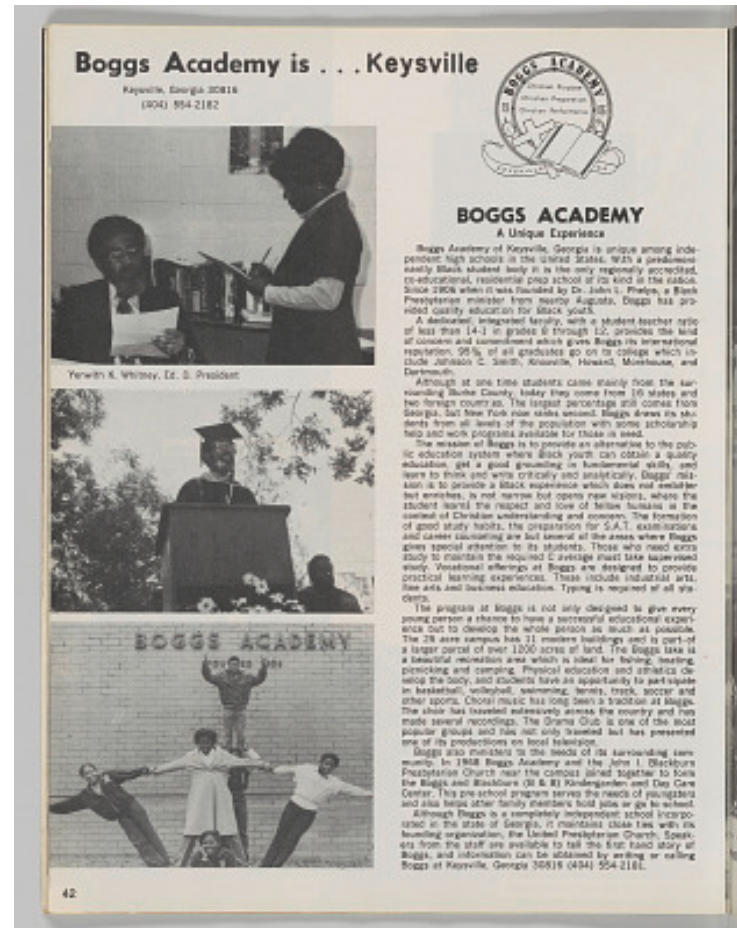 Boggs Academy is . . . Keysville
Keysville, Georgia 30816
(404) 554-2182
BOGGS ACADEMY
Christian Purpose
Christian Preparation
Christian Performance
Yenwith K. Whitney, Ed. D. President
BOGGS ACADEMY
FOUNDED 1906
42
BOGGS ACADEMY
A Unique Experience
Boggs Academy of Keysville, Georgia is unique among inde-
pendent high schools in the United States. With a predomi-
nantly Black student body it is the only regionally accredited,
co-educational, residential prep school of its kind in the nation.
Since 1906 when it was founded by Dr. John L. Phelps, a Black
Presbyterian minister from nearby Augusta, Boggs has pro-
vided quality education for Black youth.
A dedicated, integrated faculty, with a student-teacher ratio
of less than 14-1 in grades 8 through 12, provides the kind
of concern and commitment which gives Boggs its international
reputation. 95% of all graduates go on to college which in-
clude Johnson C. Smith, Knoxville, Howard, Morehouse, and
Dartmouth.
Although at one time students came mainly from the sur-
rounding Burke County, today they come from 16 states and
two foreign countries. The largest percentage still comes from
Georgia, but New York now ranks second. Boggs draws its stu-
dents from all levels of the population with some scholarship
help and work programs available for those in need.
The mission of Boggs is to provide an alternative to the pub-
lic education system where Black youth can obtain a quality
education, get a good grounding in fundamental skills, and
learn to think and write critically and analytically. Boggs' mis-
sion is to provide a Black experience which does not embitter
but enriches, is not narrow but opens new visions, where the
student learns the respect and love of fellow humans in the
context of Christian understanding and concern. The formation
of good study habits, the preparation for S.A.T. examinations
and career counseling are but several of the areas where Boggs
gives special attention to its students. Those who need extra
study to maintain the required C average must take supervised
study. Vocational offerings at Boggs are designed to provide
practical learning experiences. These include industrial arts,
fine arts and business education. Typing is required of all stu-
dents.
The program at Boggs is not only designed to give every
young person a chance to have a successful educational experi-
ence but to develop the whole person as much as possible.
The 25 acre campus has 11 modern buildings and is part of
a larger parcel of over 1200 acres of land. The Boggs lake is
a beautiful recreation area which is ideal for fishing, boating,
picnicking and camping. Physical education and athletics de-
velop the body, and students have an opportunity to participate
in basketball, volleyball, swimming, tennis, track, soccer and
other sports. Choral music has long been a tradition at Boggs.
The choir has traveled extensively across the country and has
made several recordings. The Drama Club is one of the most
popular groups and has not only traveled but has presented
one of its productions on local television.
Boggs also ministers to the needs of its surrounding com-
munity. In 1968 Boggs Academy and the John I. Blackburn
Presbyterian Church near the campus joined together to form
the Boggs and Blackburn (B & B) Kindergarten and Day Care
Center. This pre-school program serves the needs of youngsters
and also helps other family members hold jobs or go to school.
Although Boggs is a completely independent school incorpo-
rated in the state of Georgia, it maintains close ties with its
founding organization, the United Presbyterian Church. Speak-
ers from the staff are available to tell the first hand story of
Boggs, and information can be obtained by writing or calling
Boggs at Keysville, Georgia 30816 (404) 554-2181.